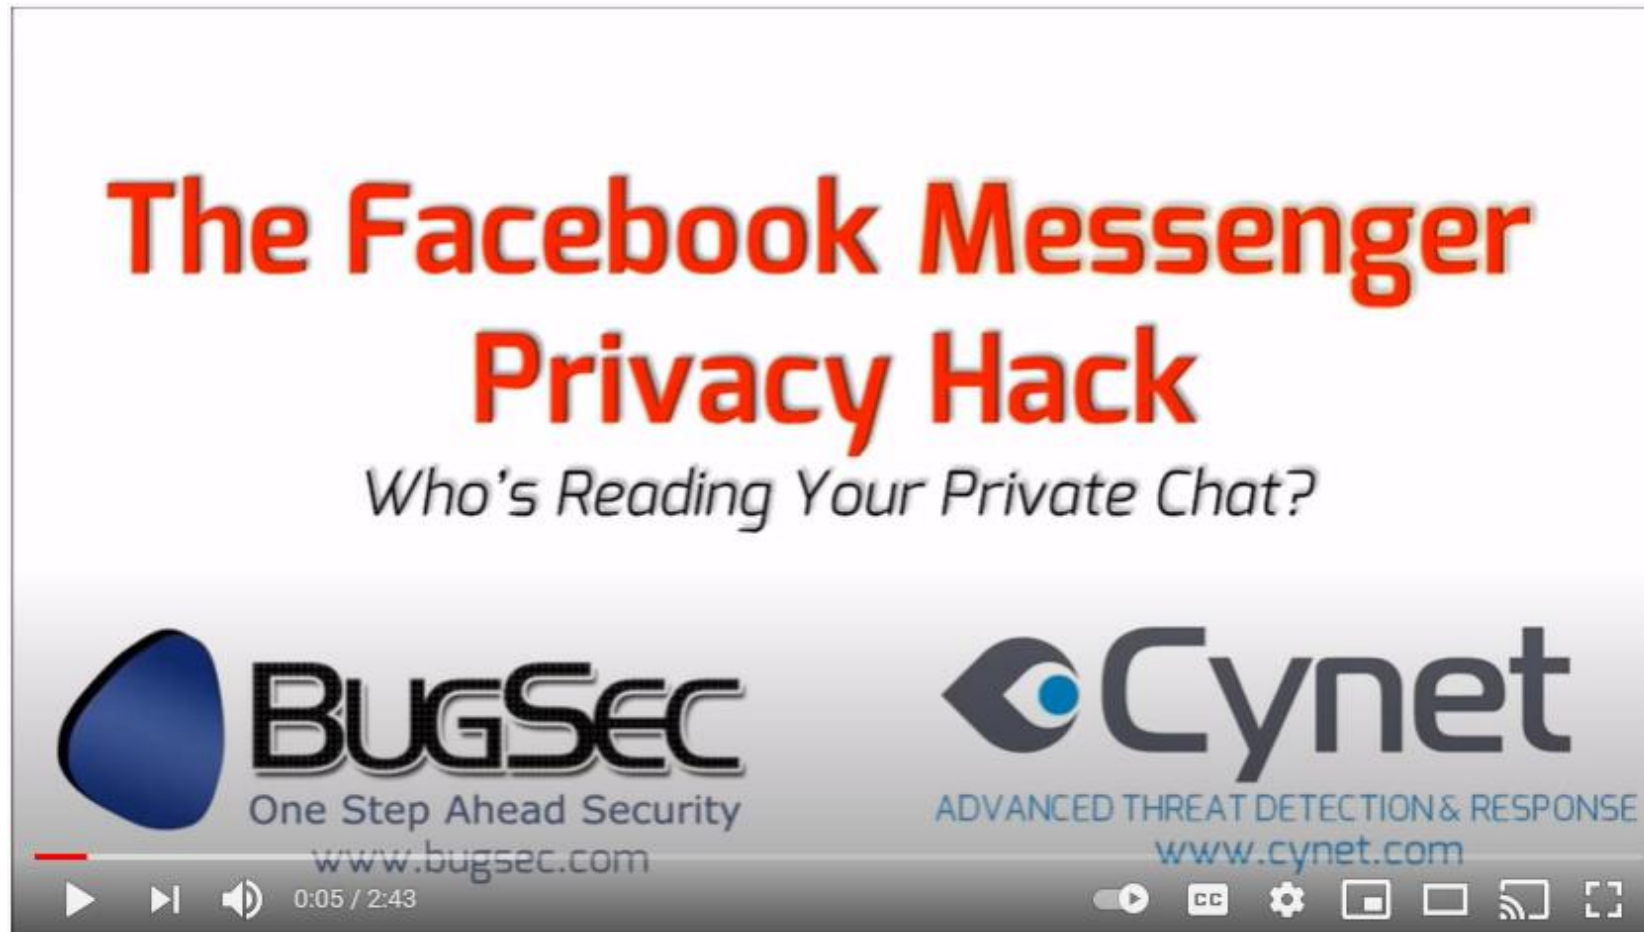 The Facebook Messenger
Privacy Hack
Who's Reading Your Private Chat?
BugSec
One Step Ahead Security
www.bugsec.com
Cynet
ADVANCED THREAT DETECTION & RESPONSE
www.cynet.com
0:05 / 2:43
CC